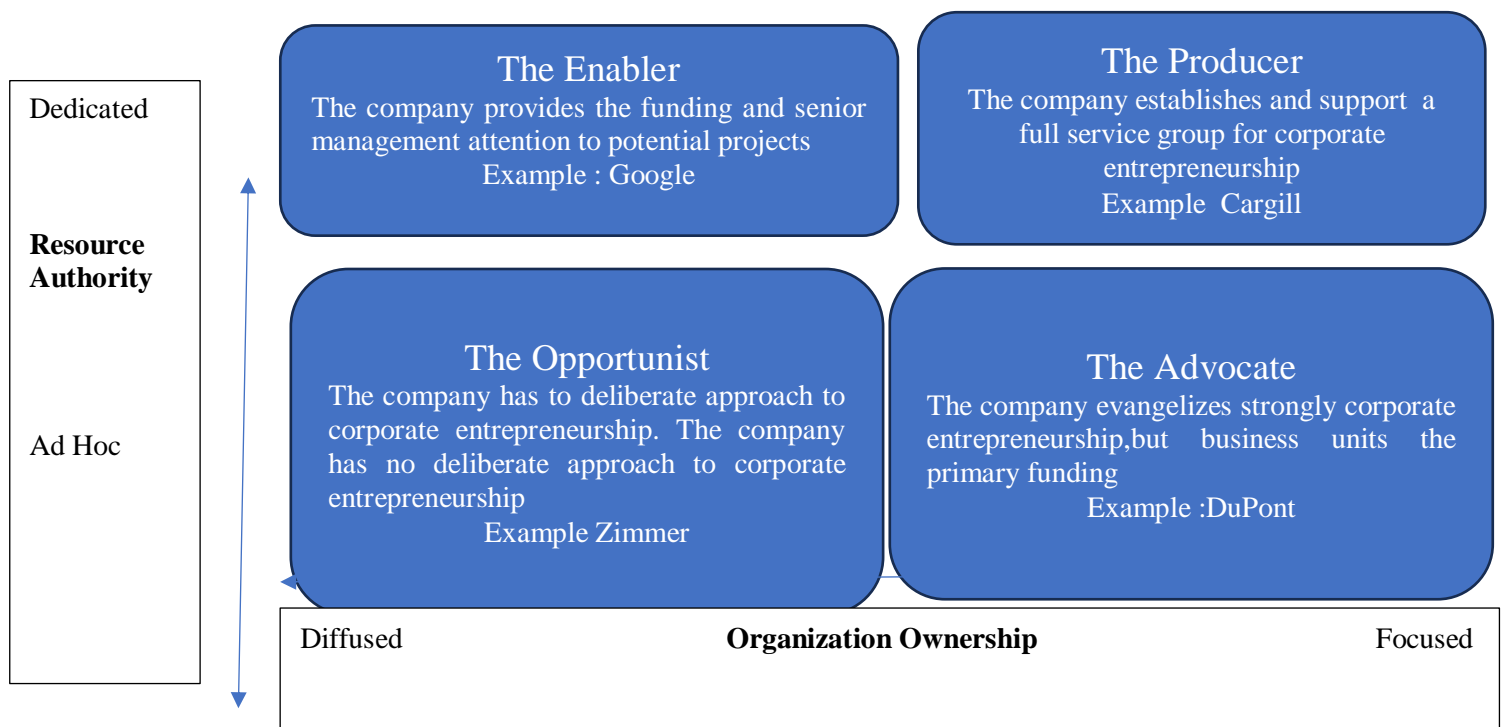 Dedicated
Resource
Authority
Ad Hoc
The Enabler
The company provides the funding and senior
management attention to potential projects
Example : Google
The Producer
The company establishes and support a
full service group for corporate
entrepreneurship
Example Cargill
The Opportunist
The company has to deliberate approach to
corporate entrepreneurship. The company
has no deliberate approach to corporate
entrepreneurship
Example Zimmer
The Advocate
The company evangelizes strongly corporate
entrepreneurship,but business units the
primary funding
Example :DuPont
Diffused Organization Ownership Focused